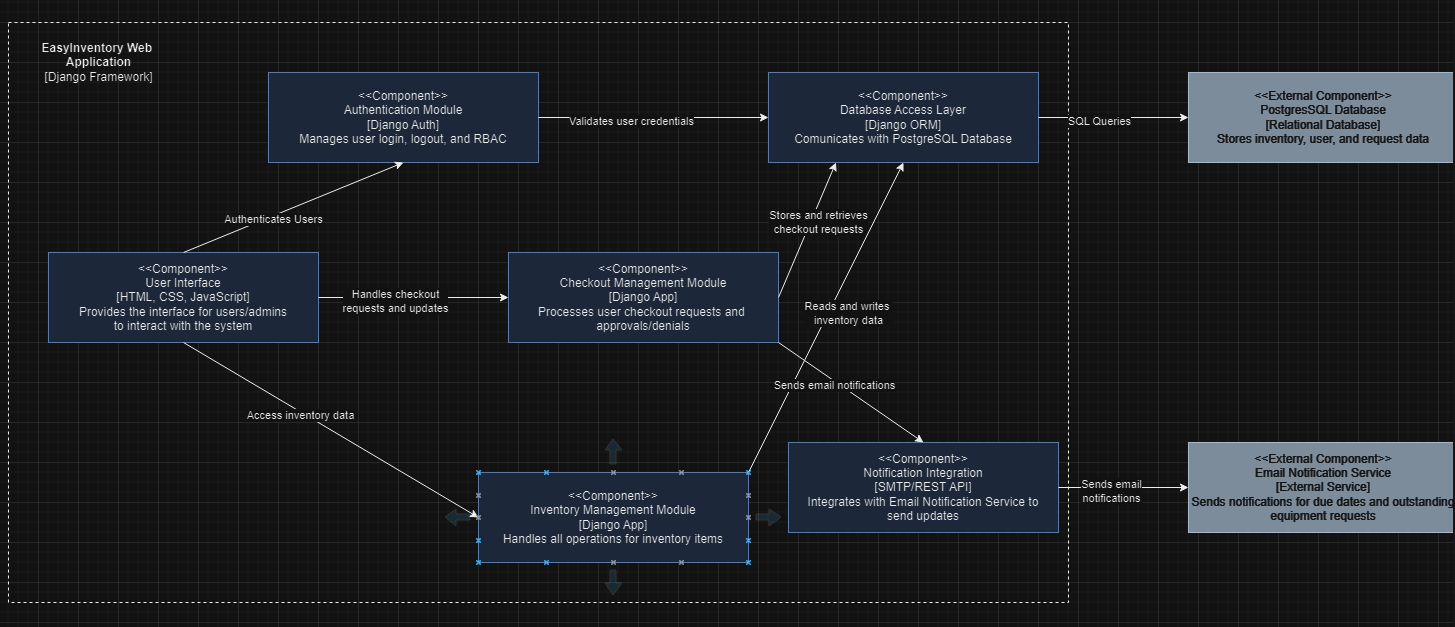 EasyInventory Web
Application
[Django Framework]
<<Component>>
Authentication Module
[Django Auth]
Manages user login, logout, and RBAC
Validates user credentials
<<Component>>
Database Access Layer
[Django ORM]
Comunicates with PostgreSQL Database
SQL Queries
<<External Component>>
PostgresSQL Database
[Relational Database]
Stores inventory, user, and request data
Authenticates Users
Stores and retrieves
checkout requests
<<Component>>
User Interface
[HTML, CSS, JavaScript]
Provides the interface for users/admins
to interact with the system
Handles checkout
requests and updates
<<Component>>
Checkout Management Module
[Django App]
Processes user checkout requests and
approvals/denials
Reads and writes
inventory data
Sends email notifications
Access inventory data
<<Component>>
Inventory Management Module
[Django App]
Handles all operations for inventory items
<<Component>>
Notification Integration
[SMTP/REST API]
Integrates with Email Notification Service to
send updates
Sends email
notifications
<<External Component>>
Email Notification Service
[External Service]
Sends notifications for due dates and outstanding
equipment requests